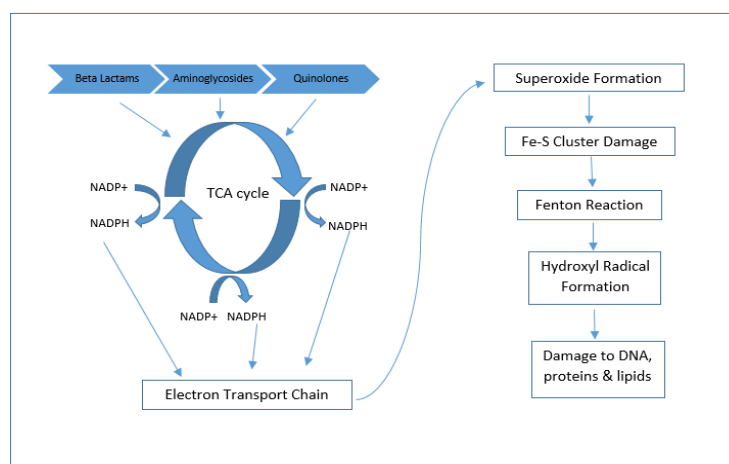 Beta Lactams
Aminoglycosides
Quinolones
TCA cycle
NADP+
NADPH
NADP+
NADPH
NADP+
NADPH
Electron Transport Chain
Superoxide Formation
Fe-S Cluster Damage
Fenton Reaction
Hydroxyl Radical
Formation
Damage to DNA,
proteins & lipids